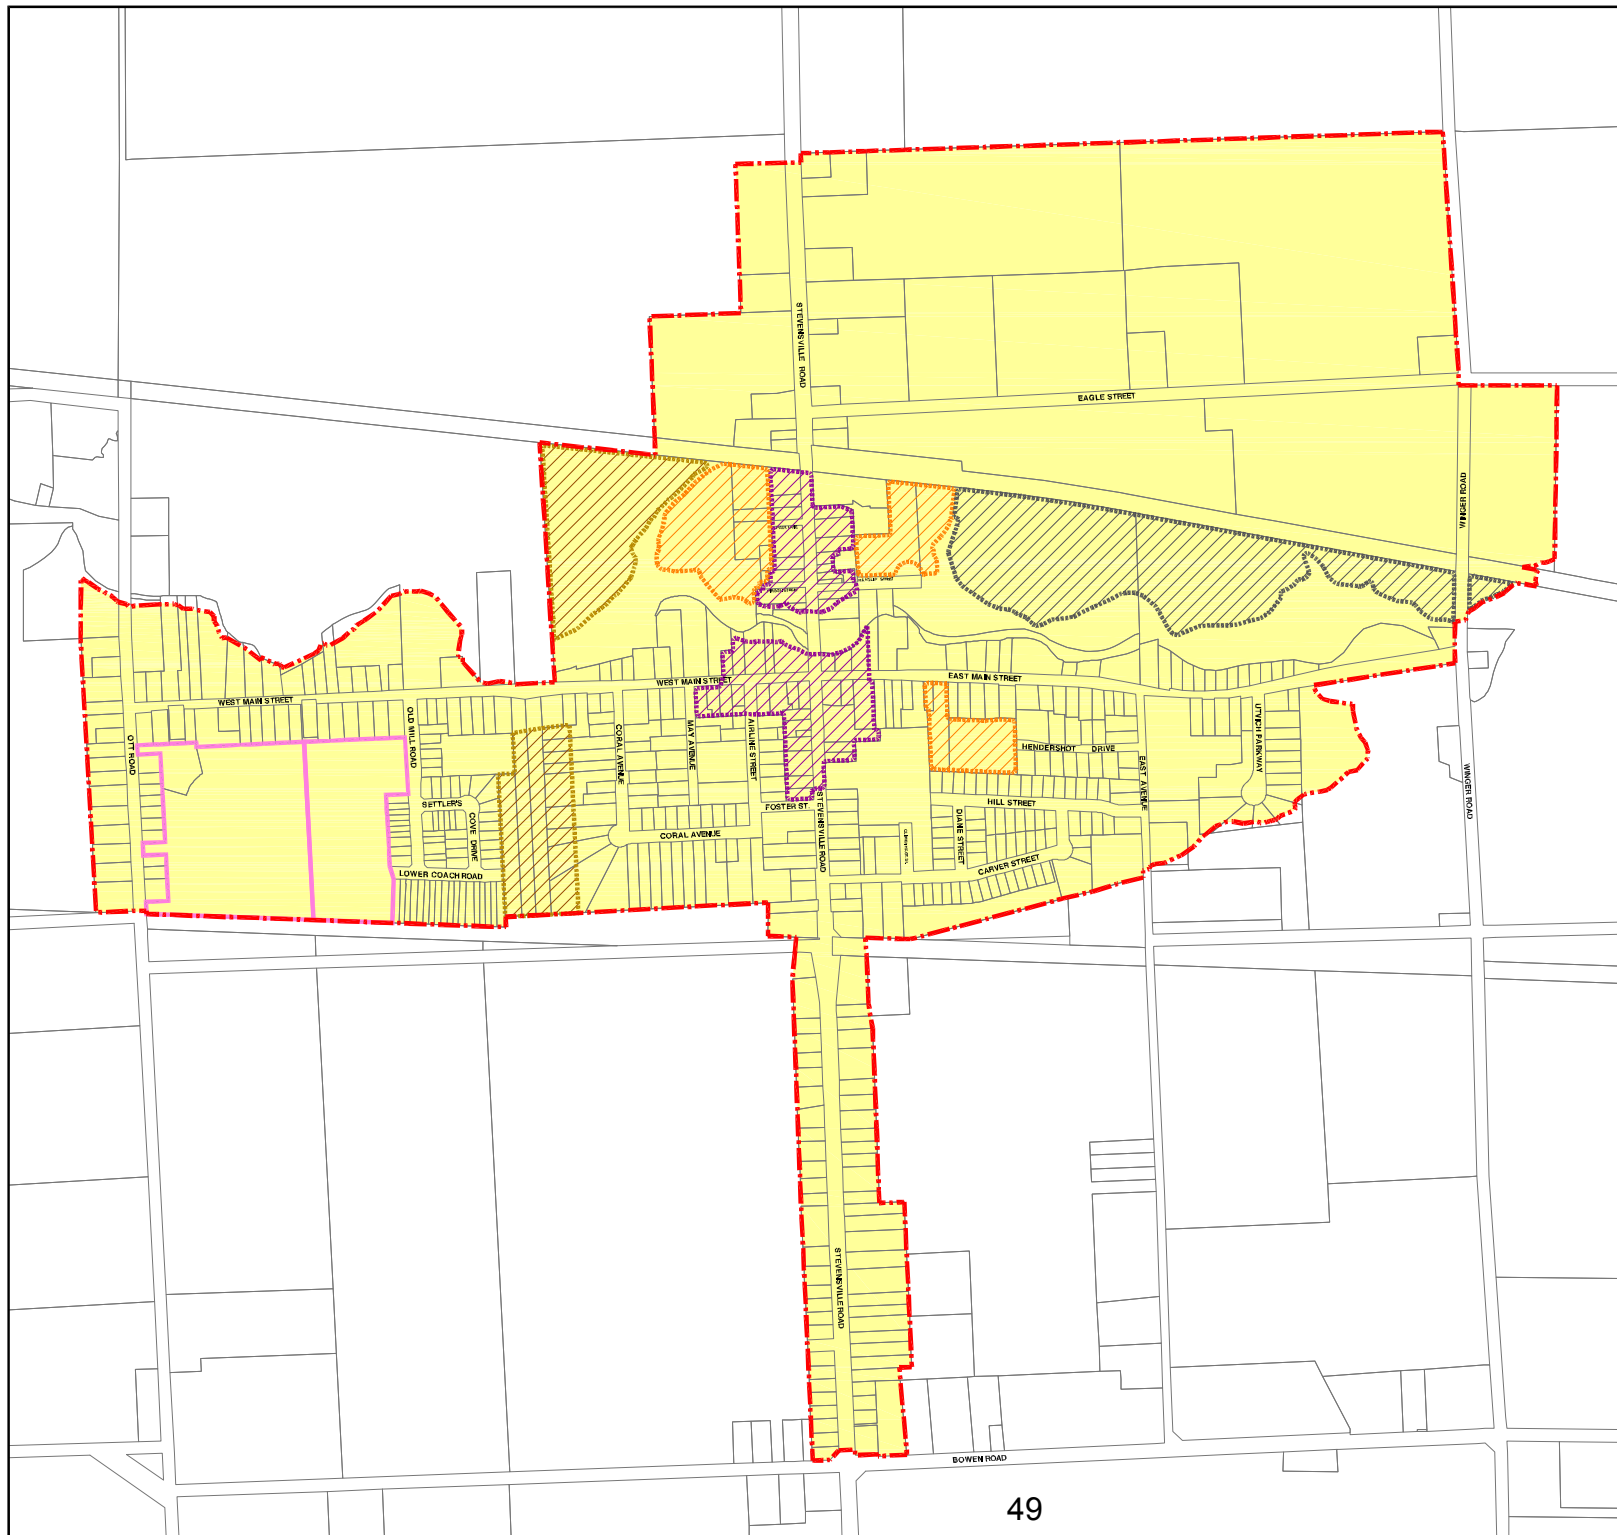 STEVENSVILLE ROAD
EAGLE STREET
WINGER ROAD
WEST MAIN STREET
EAST MAIN STREET
WEST MAIN STREET
OTT ROAD
OLD MILL ROAD
CORAL AVENUE
MAY AVENUE
AIRLINE STREET
UTVICH PARKWAY
HENDERSHOT DRIVE
EAST AVENUE
WINGER ROAD
SETTLER'S
COVE DRIVE
FOSTER ST.
STEVENSVILLE ROAD
HILL STREET
DIANE STREET
CORAL AVENUE
CARVER STREET
LOWER COACH ROAD
STEVENSVILLE ROAD
BOWEN ROAD
49